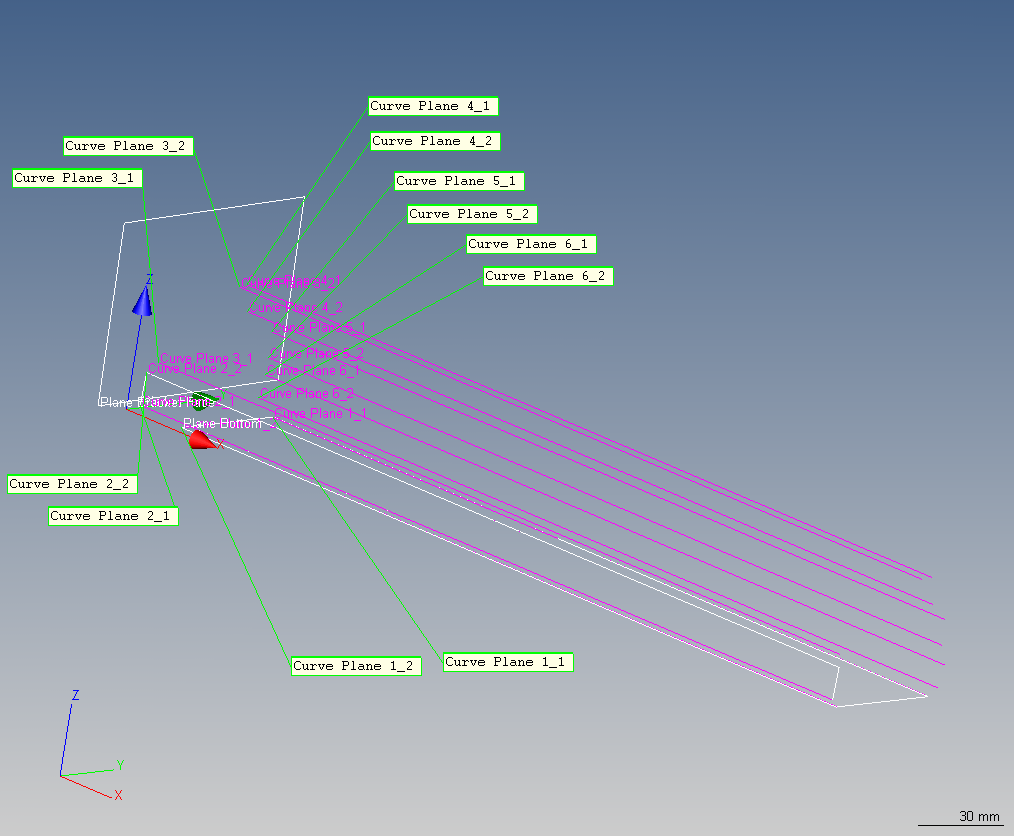 Curve Plane 4_1
Curve Plane 3_2
Curve Plane 4_2
Curve Plane 3_1
Curve Plane 5_1
Curve Plane 5_2
Curve Plane 6_1
Curve Plane 6_2
Z
Curve Plane 4_2
Curve Plane 5_1
Curve Plane 5_2
Curve Plane 3_1
Curve Plane 2_2
Curve Plane 6_1
Curve Plane 6_2
Curve Plane 1_1
Plane Bottom
X
Curve Plane 2_2
Curve Plane 2_1
Curve Plane 1_2
Curve Plane 1_1
Z
Y
X
30 mm